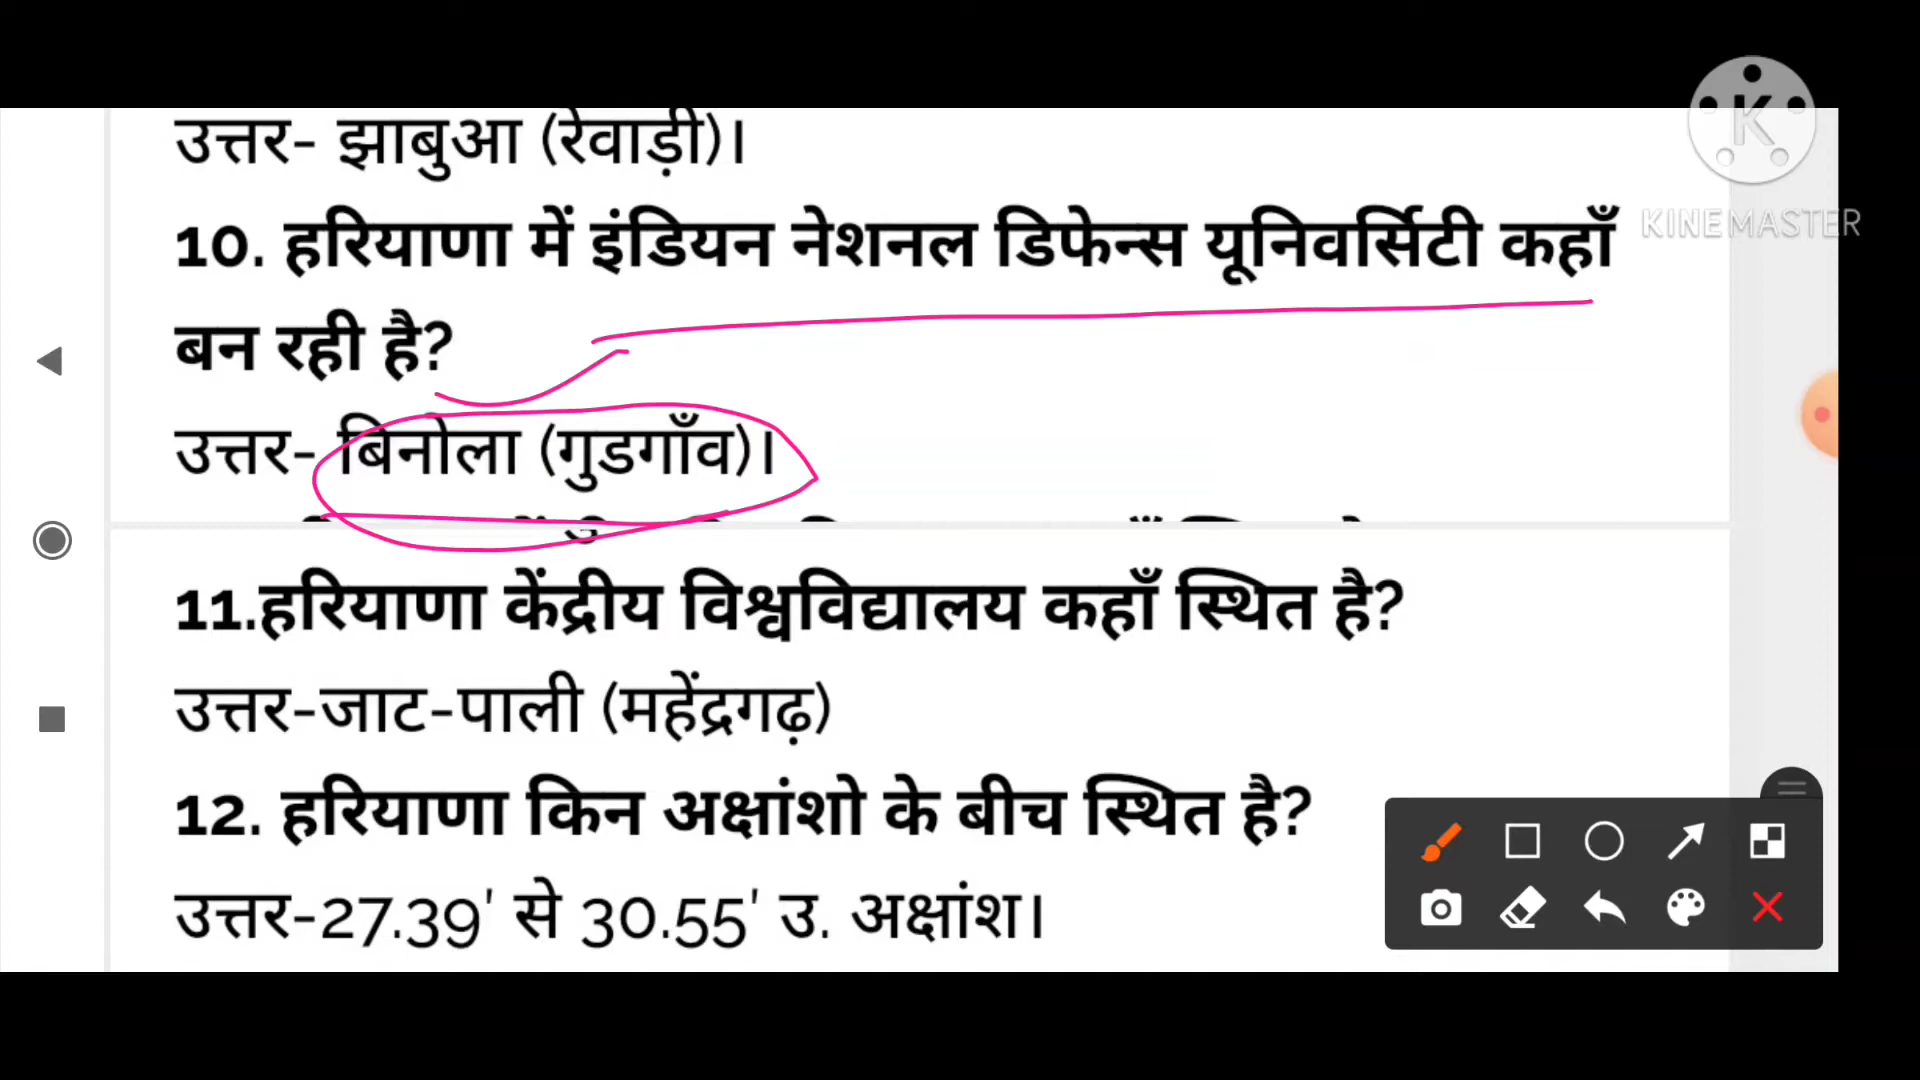 उत्तर- झाबुआ (रेवाड़ी)।
10. हरियाणा में इंडियन नेशनल डिफेन्स यूनिवर्सिटी कहाँ
बन रही है?
उत्तर- बिनोला (गुडगाँव)।
11.हरियाणा केंद्रीय विश्वविद्यालय कहाँ स्थित है?
उत्तर-जाट-पाली (महेंद्रगढ़)
12. हरियाणा किन अक्षांशो के बीच स्थित है?
उत्तर-27.39' से 30.55' उ. अक्षांश।
K
KINEMASTER